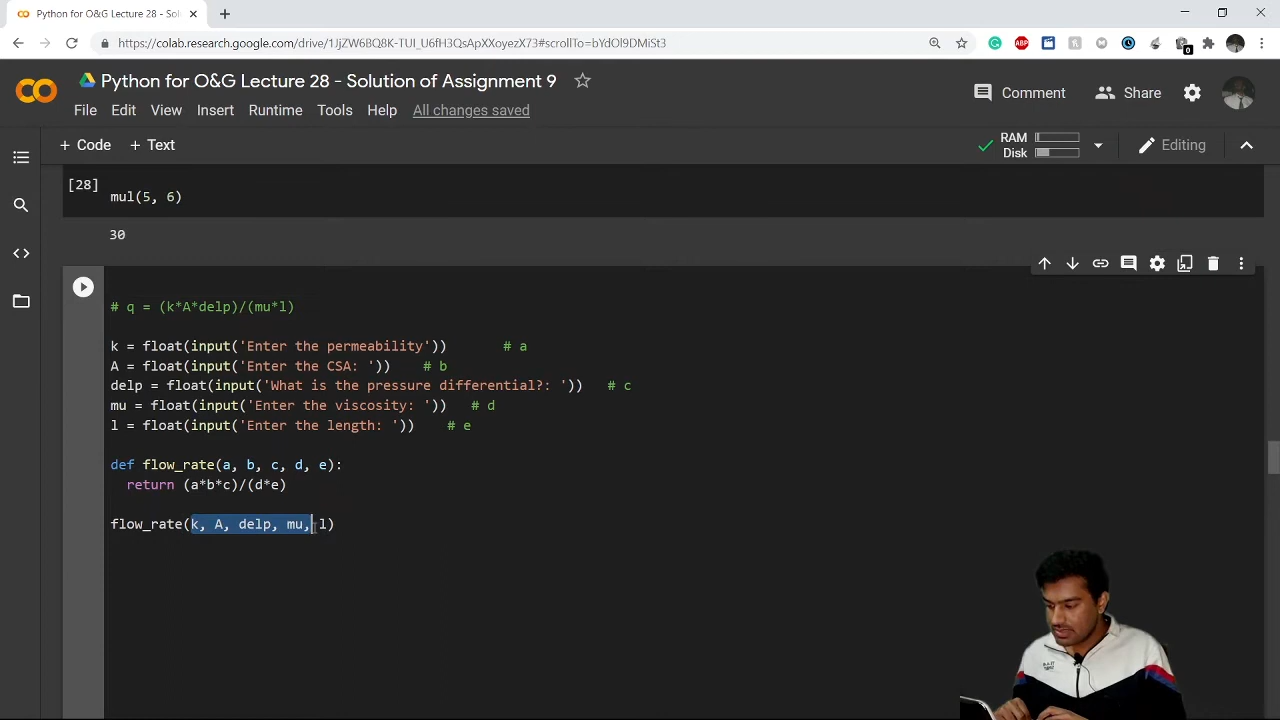 Python for O&G Lecture 28 - Soluti
https://colab.research.google.com/drive/1JjZW6BQ8K-TUI_U6fH3QsApYXoyezX73#scrollTo=bYdOl9DMiSt3
ABP
0
Python for O&G Lecture 28 - Solution of Assignment 9
Comment
Share
File Edit View Insert Runtime Tools Help All changes saved
+ Code + Text
RAM
Disk
Editing
[28]
mul(5, 6)
30
# q = (k*A*delp)/(mu*l)
k = float(input('Enter the permeability')) # a
A = float(input('Enter the CSA: ')) # b
delp = float(input('What is the pressure differential?: ')) # c
mu = float(input('Enter the viscosity: ')) # d
l = float(input('Enter the length: ')) # e
def flow_rate(a, b, c, d, e):
return (a*b*c)/(d*e)
flow_rate(k, A, delp, mu, l)